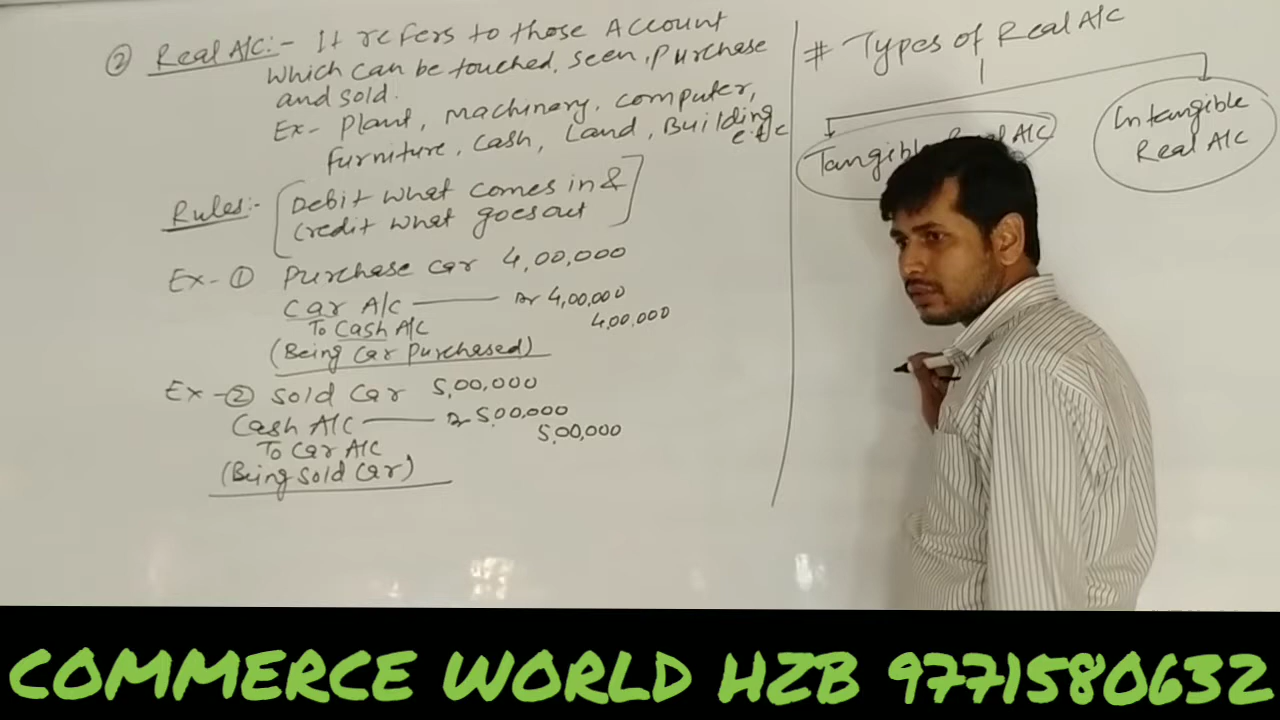 ② Real A/C:- It refers to those Account
which can be touched, seen, purchase
and sold.
Ex- Plant, Machinery, Computer,
furniture, Cash, Land, Building
etc
Rules:- [Debit what comes in &
Credit what goes out]
Ex- ① Purchase car 4,00,000
Car A/C —— Dr 4,00,000
To Cash A/C 4,00,000
(Being Car Purchased)
Ex - ② Sold Car 5,00,000
Cash A/C —— Dr 5,00,000
To Car A/C 5,00,000
(Being Sold Car)
# Types of Real A/C
Tangible A/C
Intangible
Real A/C
COMMERCE WORLD HZB 9771580632